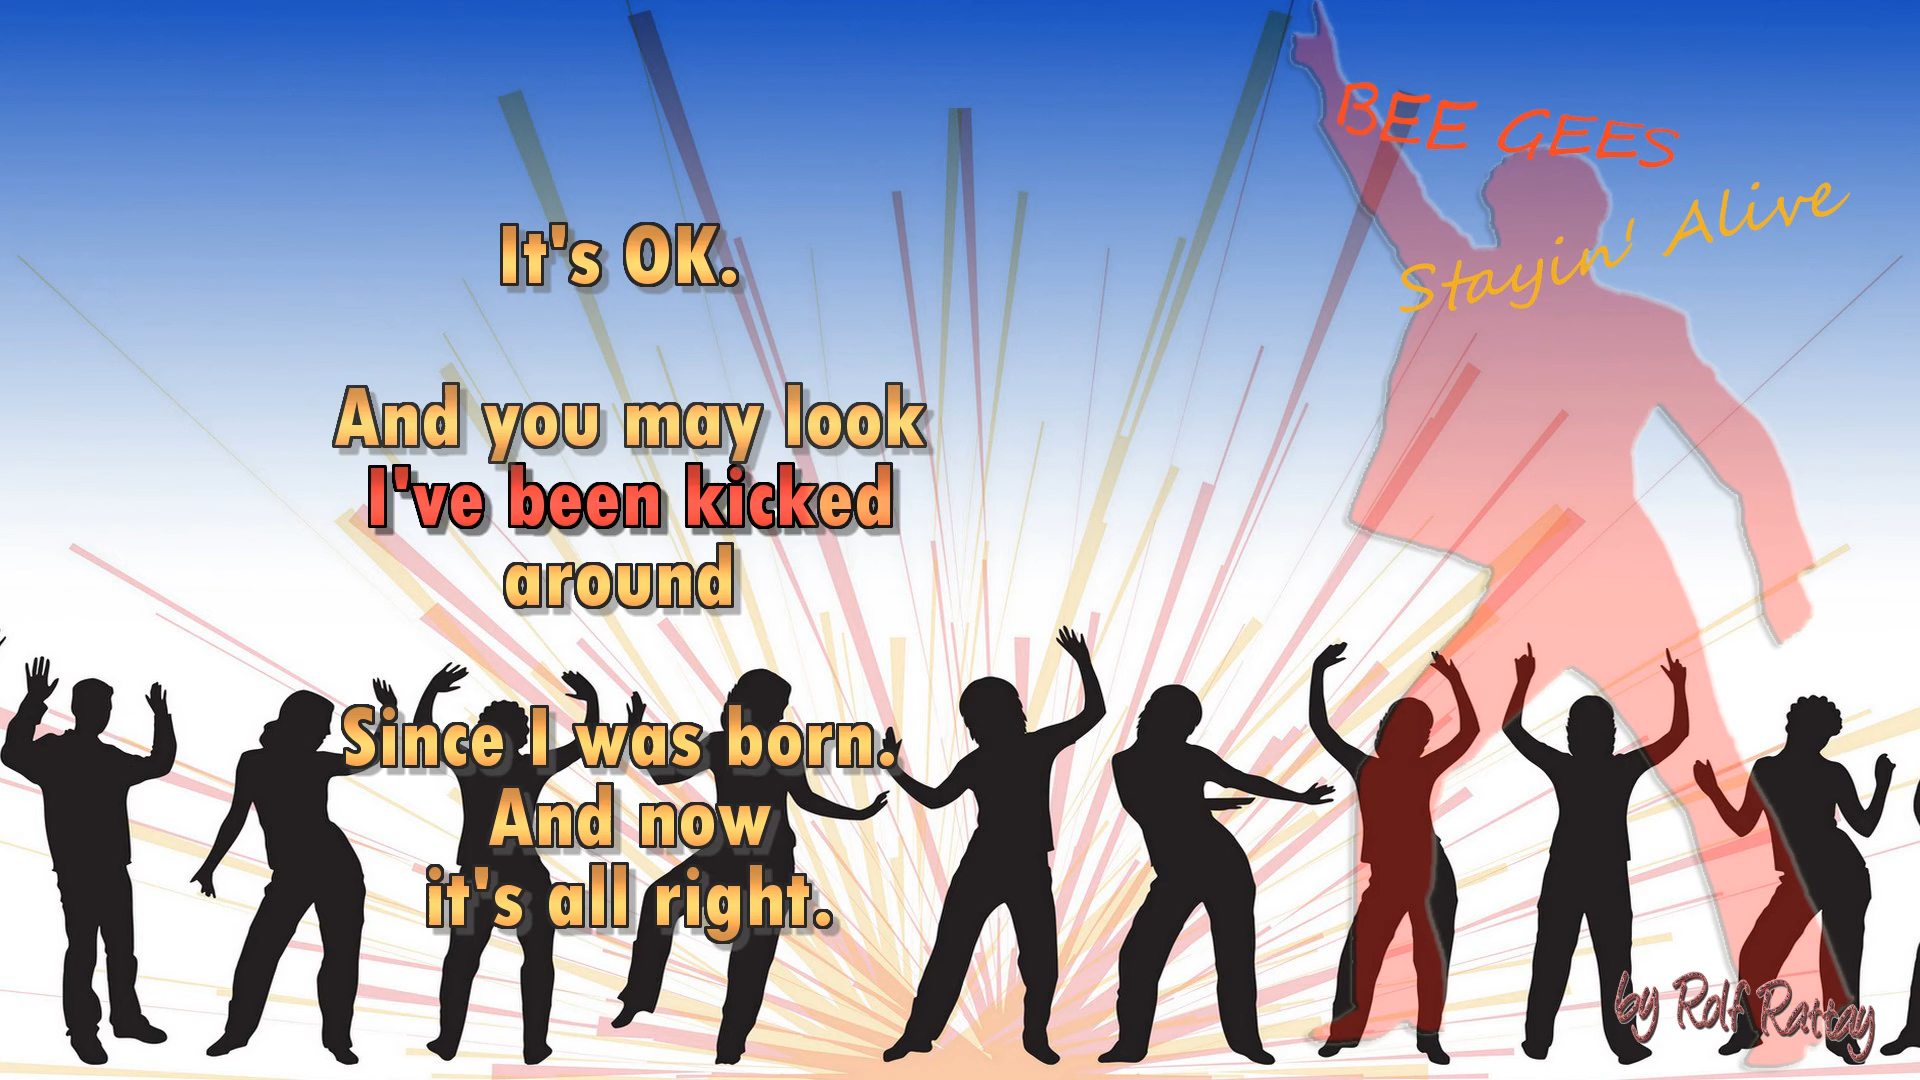 BEE GEES
Stayin' Alive
It's OK.
And you may look
I've been kicked
around
Since I was born.
And now
it's all right.
by Rolf Rattay